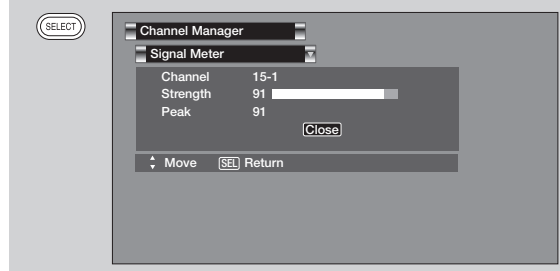 SELECT
Channel Manager
Signal Meter
Channel 15-1
Strength 91
Peak 91
Close
Move SEL Return